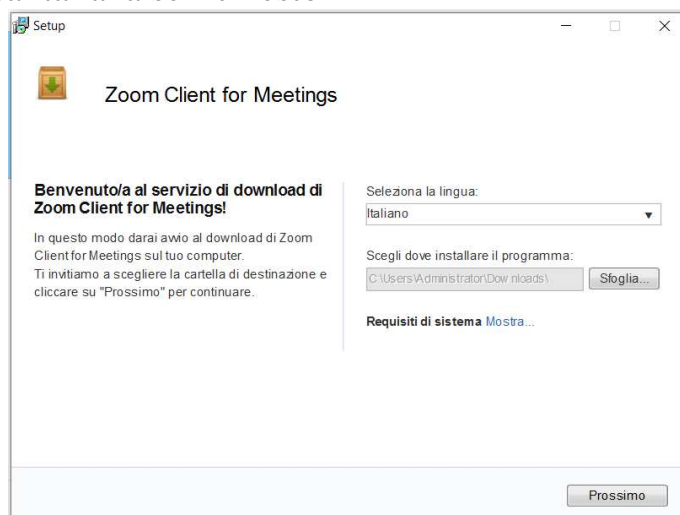 Setup
Zoom Client for Meetings
Benvenuto/a al servizio di download di
Zoom Client for Meetings!
In questo modo darai avvio al download di Zoom
Client for Meetings sul tuo computer.
Ti invitiamo a scegliere la cartella di destinazione e
cliccare su "Prossimo" per continuare.
Seleziona la lingua:
Italiano
Scegli dove installare il programma:
C:\Users\Administrator\Downloads\
Sfoglia...
Requisiti di sistema Mostra...
Prossimo